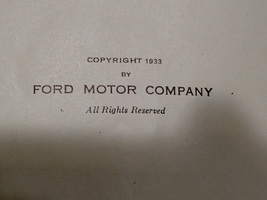 COPYRIGHT 1933
BY
FORD MOTOR COMPANY
All Rights Reserved